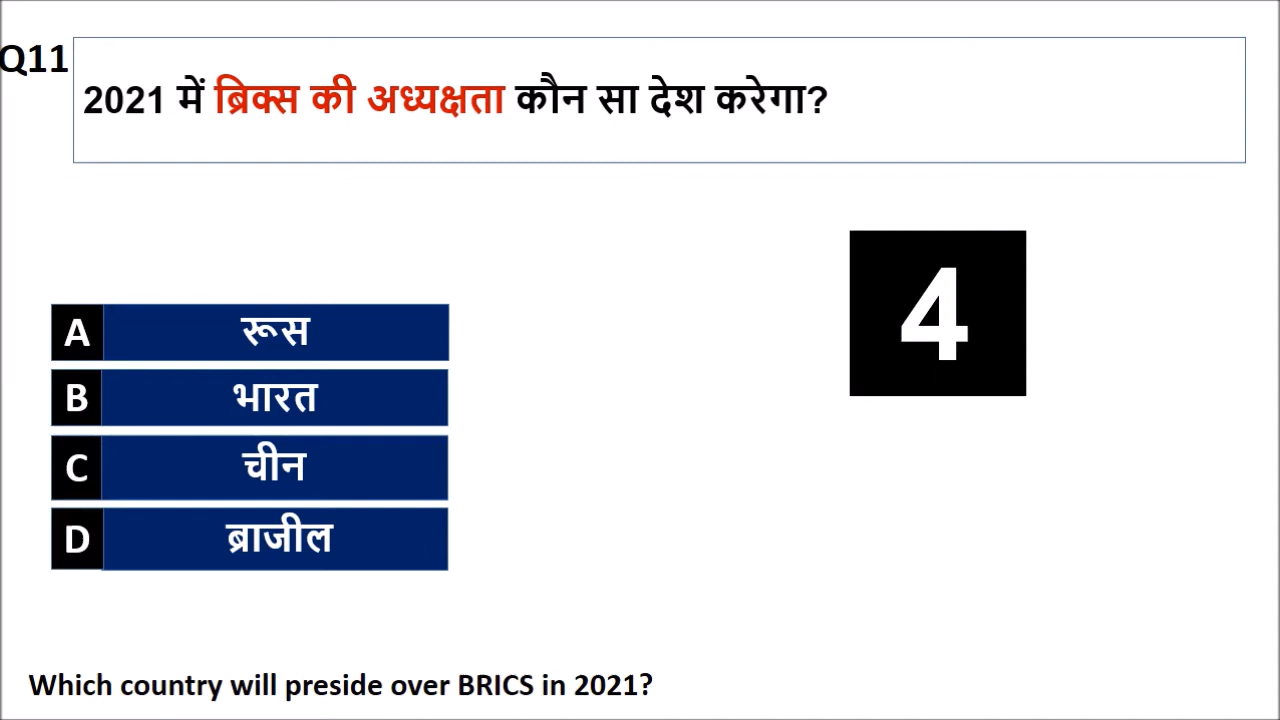 Q11
2021 में ब्रिक्स की अध्यक्षता कौन सा देश करेगा?
4
A रूस
B भारत
C चीन
D ब्राजील
Which country will preside over BRICS in 2021?